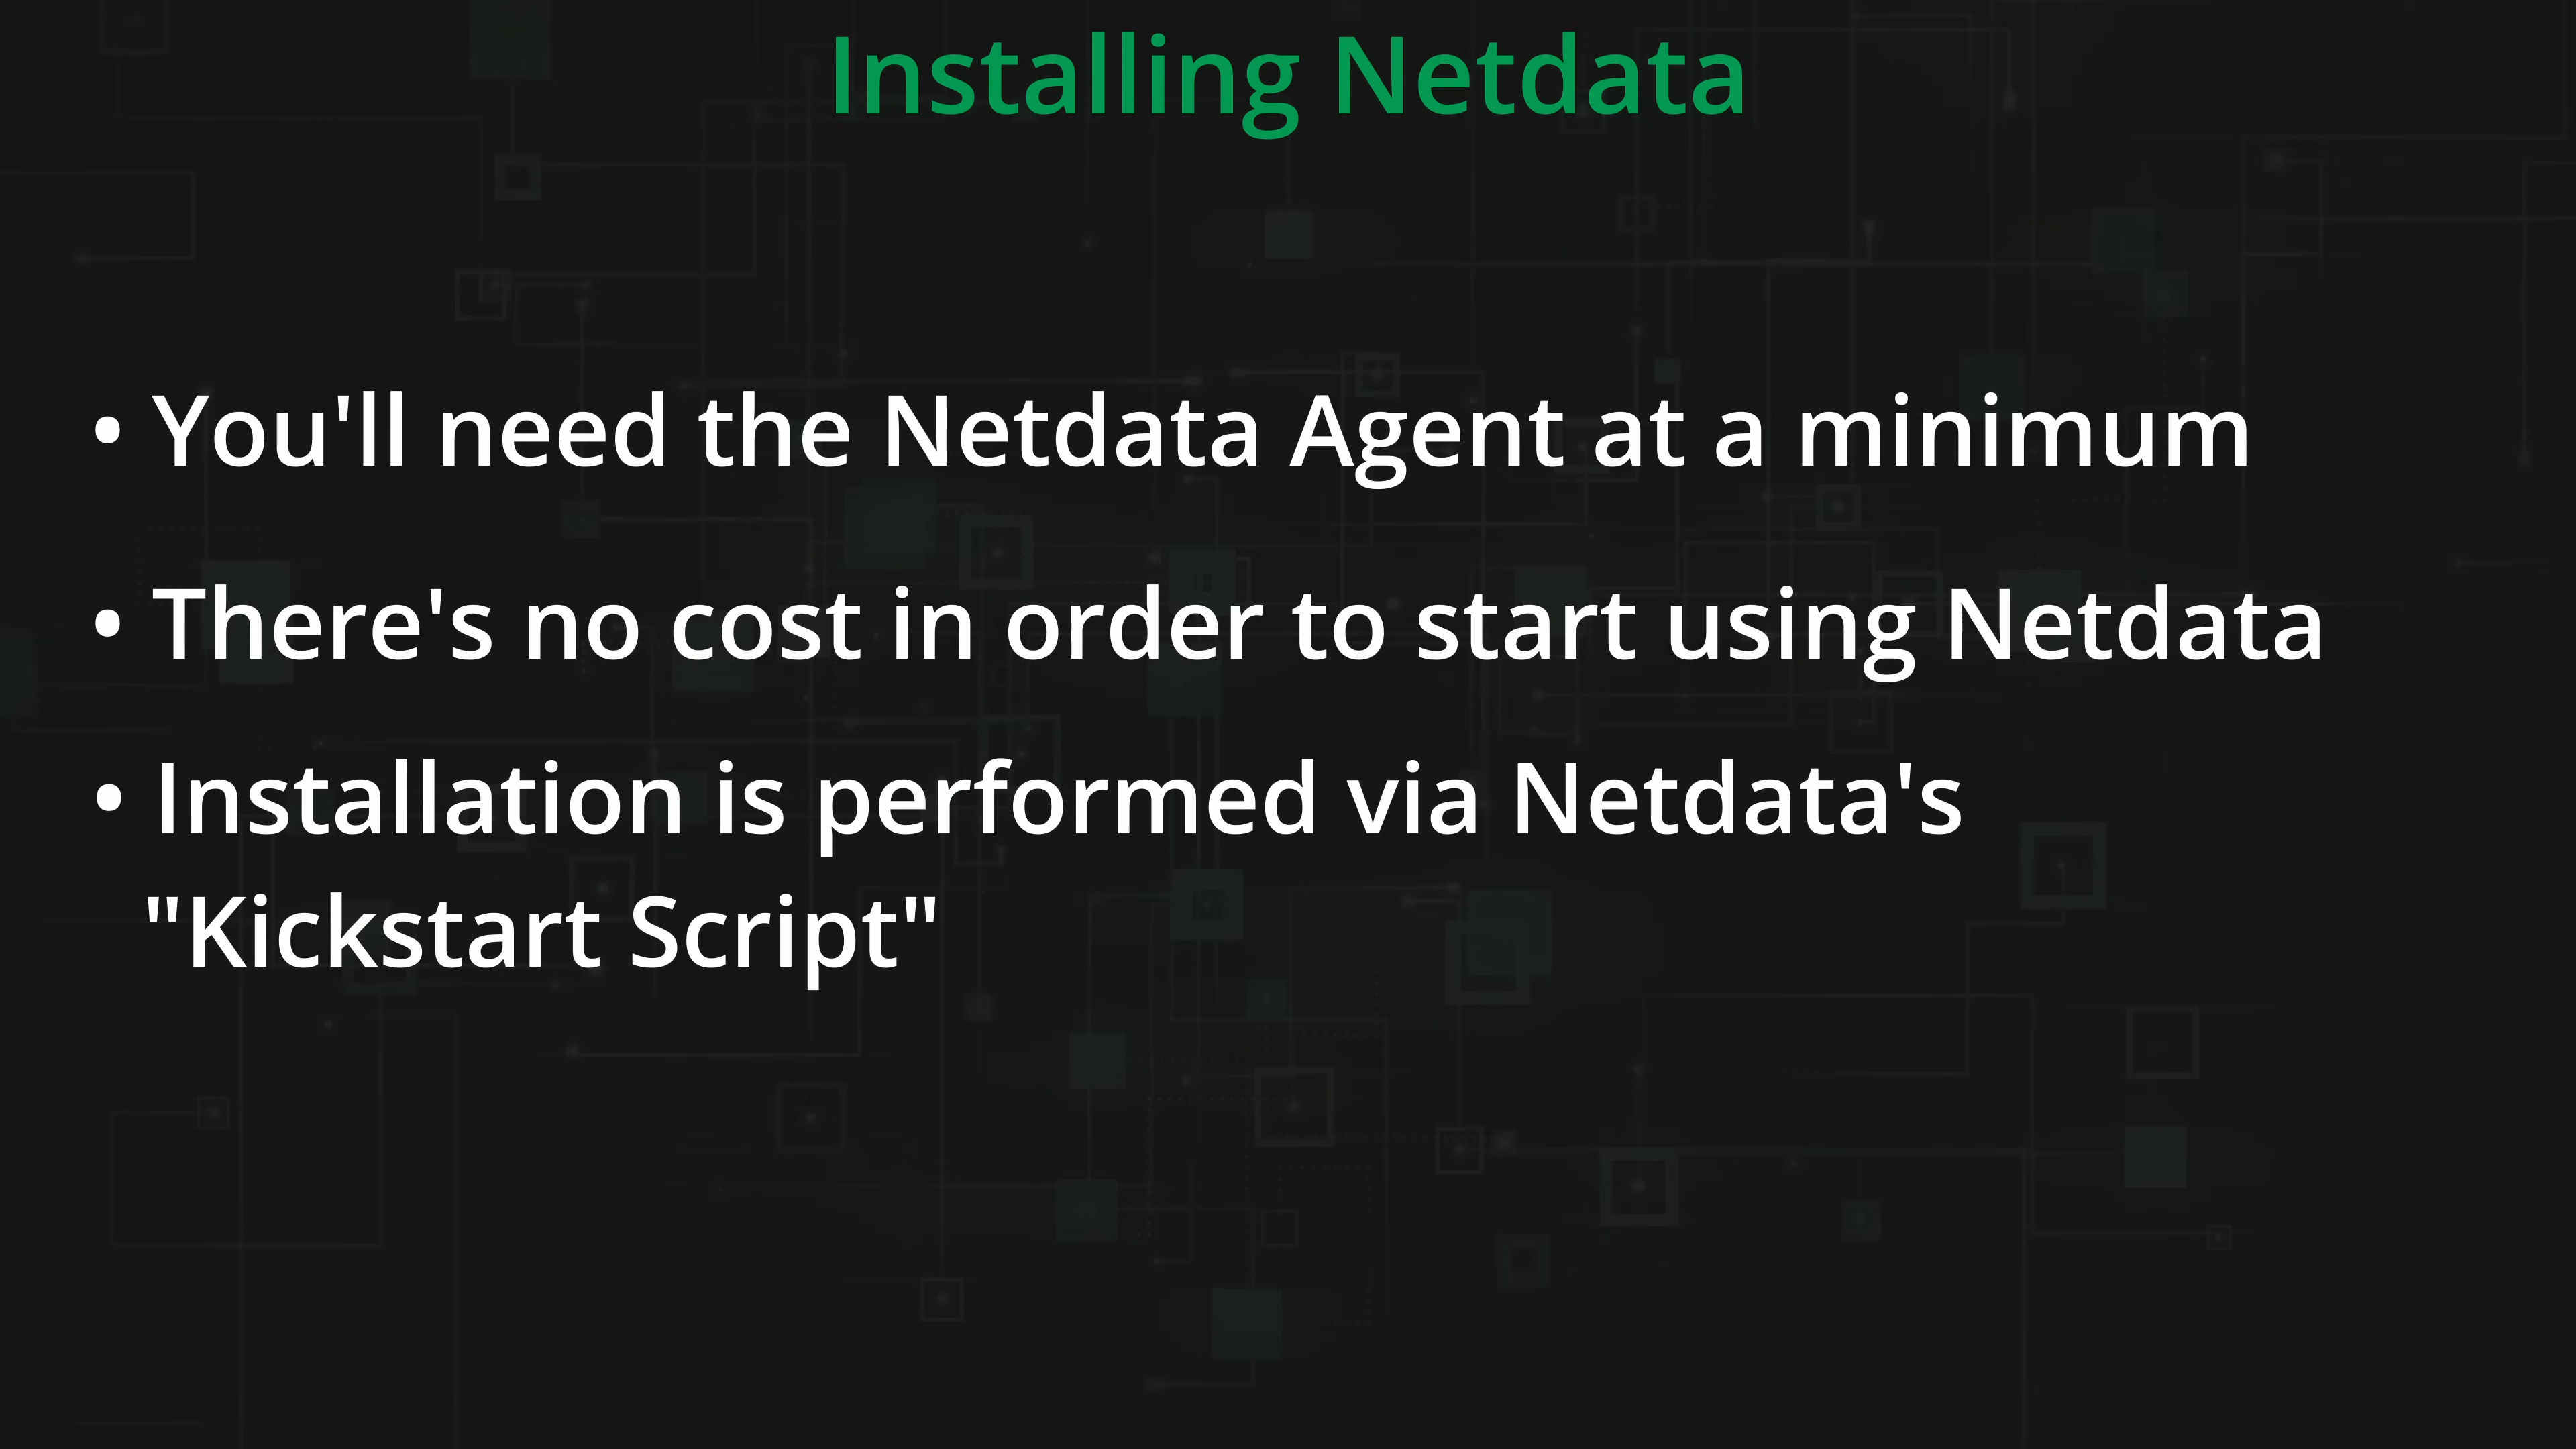 Installing Netdata
• You'll need the Netdata Agent at a minimum
• There's no cost in order to start using Netdata
• Installation is performed via Netdata's
"Kickstart Script"